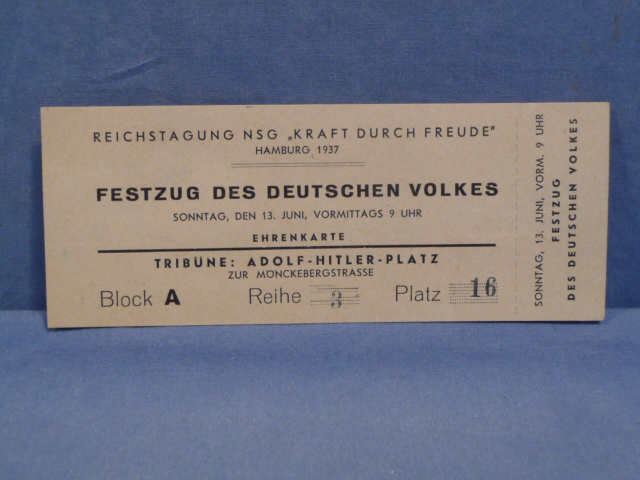 REICHSTAGUNG NSG „KRAFT DURCH FREUDE"
HAMBURG 1937
FESTZUG DES DEUTSCHEN VOLKES
SONNTAG, DEN 13. JUNI, VORMITTAGS 9 UHR
EHRENKARTE
TRIBÜNE: ADOLF-HITLER-PLATZ
ZUR MÖNCKEBERGSTRASSE
Block A Reihe 3 Platz 16
SONNTAG, 13. JUNI, VORM. 9 UHR
FESTZUG
DES DEUTSCHEN VOLKES